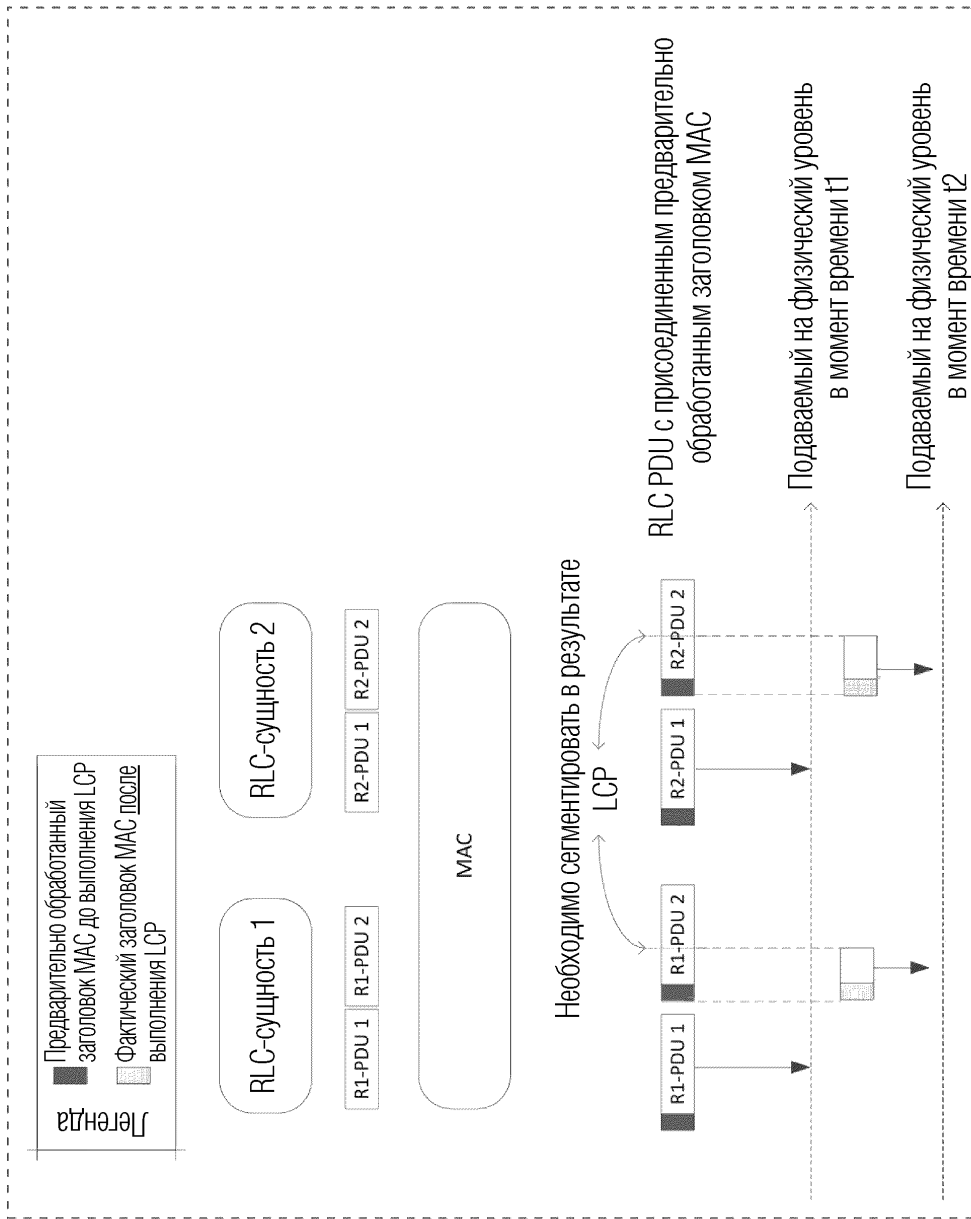 Легенда
Предварительно обработанный
заголовок MAC до выполнения LCP
Фактический заголовок MAC после
выполнения LCP
RLC-сущность 1
RLC-сущность 2
R1-PDU 1
R1-PDU 2
R2-PDU 1
R2-PDU 2
MAC
Необходимо сегментировать в результате
LCP
R1-PDU 1
R1-PDU 2
R2-PDU 1
R2-PDU 2
RLC PDU с присоединенным предварительно
обработанным заголовком MAC
Подаваемый на физический уровень
в момент времени t1
Подаваемый на физический уровень
в момент времени t2